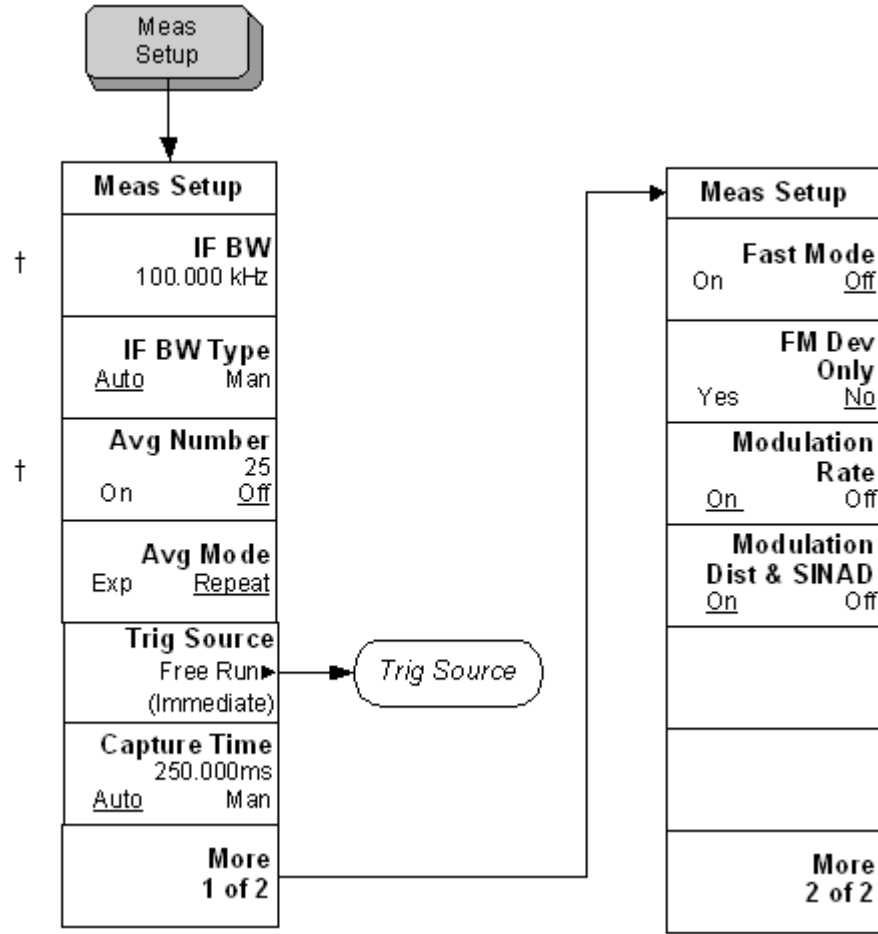 Meas
Setup
Meas Setup
† IF BW
100.000 kHz
IF BW Type
Auto Man
† Avg Number
25
On Off
Avg Mode
Exp Repeat
Trig Source
Free Run
(Immediate)
Trig Source
Capture Time
250.000ms
Auto Man
More
1 of 2
Meas Setup
Fast Mode
On Off
FM Dev
Only
Yes No
Modulation
Rate
On Off
Modulation
Dist & SINAD
On Off
More
2 of 2